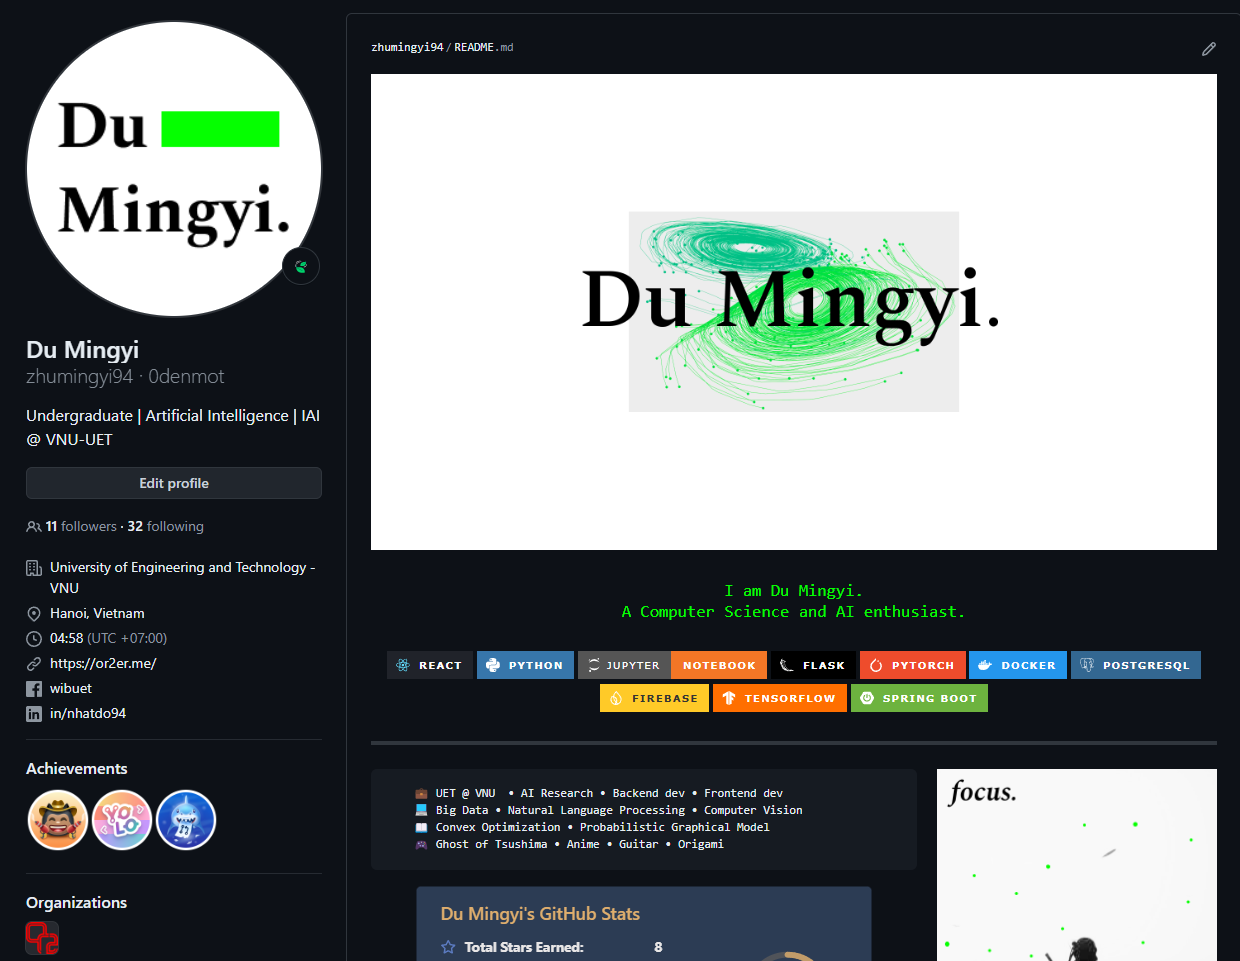 Du
Mingyi.
Du Mingyi
zhumingyi94 · 0denmot
Undergraduate | Artificial Intelligence | IAI
@ VNU-UET
Edit profile
11 followers · 32 following
University of Engineering and Technology -
VNU
Hanoi, Vietnam
04:58 (UTC +07:00)
https://or2er.me/
wibuet
in/nhatdo94
Achievements
YO
LO
Organizations
zhumingyi94/README.md
Du Mingyi.
I am Du Mingyi.
A Computer Science and AI enthusiast.
REACT
PYTHON
JUPYTER NOTEBOOK
FLASK
PYTORCH
DOCKER
POSTGRESQL
FIREBASE
TENSORFLOW
SPRING BOOT
UET @ VNU • AI Research • Backend dev • Frontend dev
Big Data • Natural Language Processing • Computer Vision
Convex Optimization • Probabilistic Graphical Model
Ghost of Tsushima • Anime • Guitar • Origami
Du Mingyi's GitHub Stats
Total Stars Earned: 8
focus.